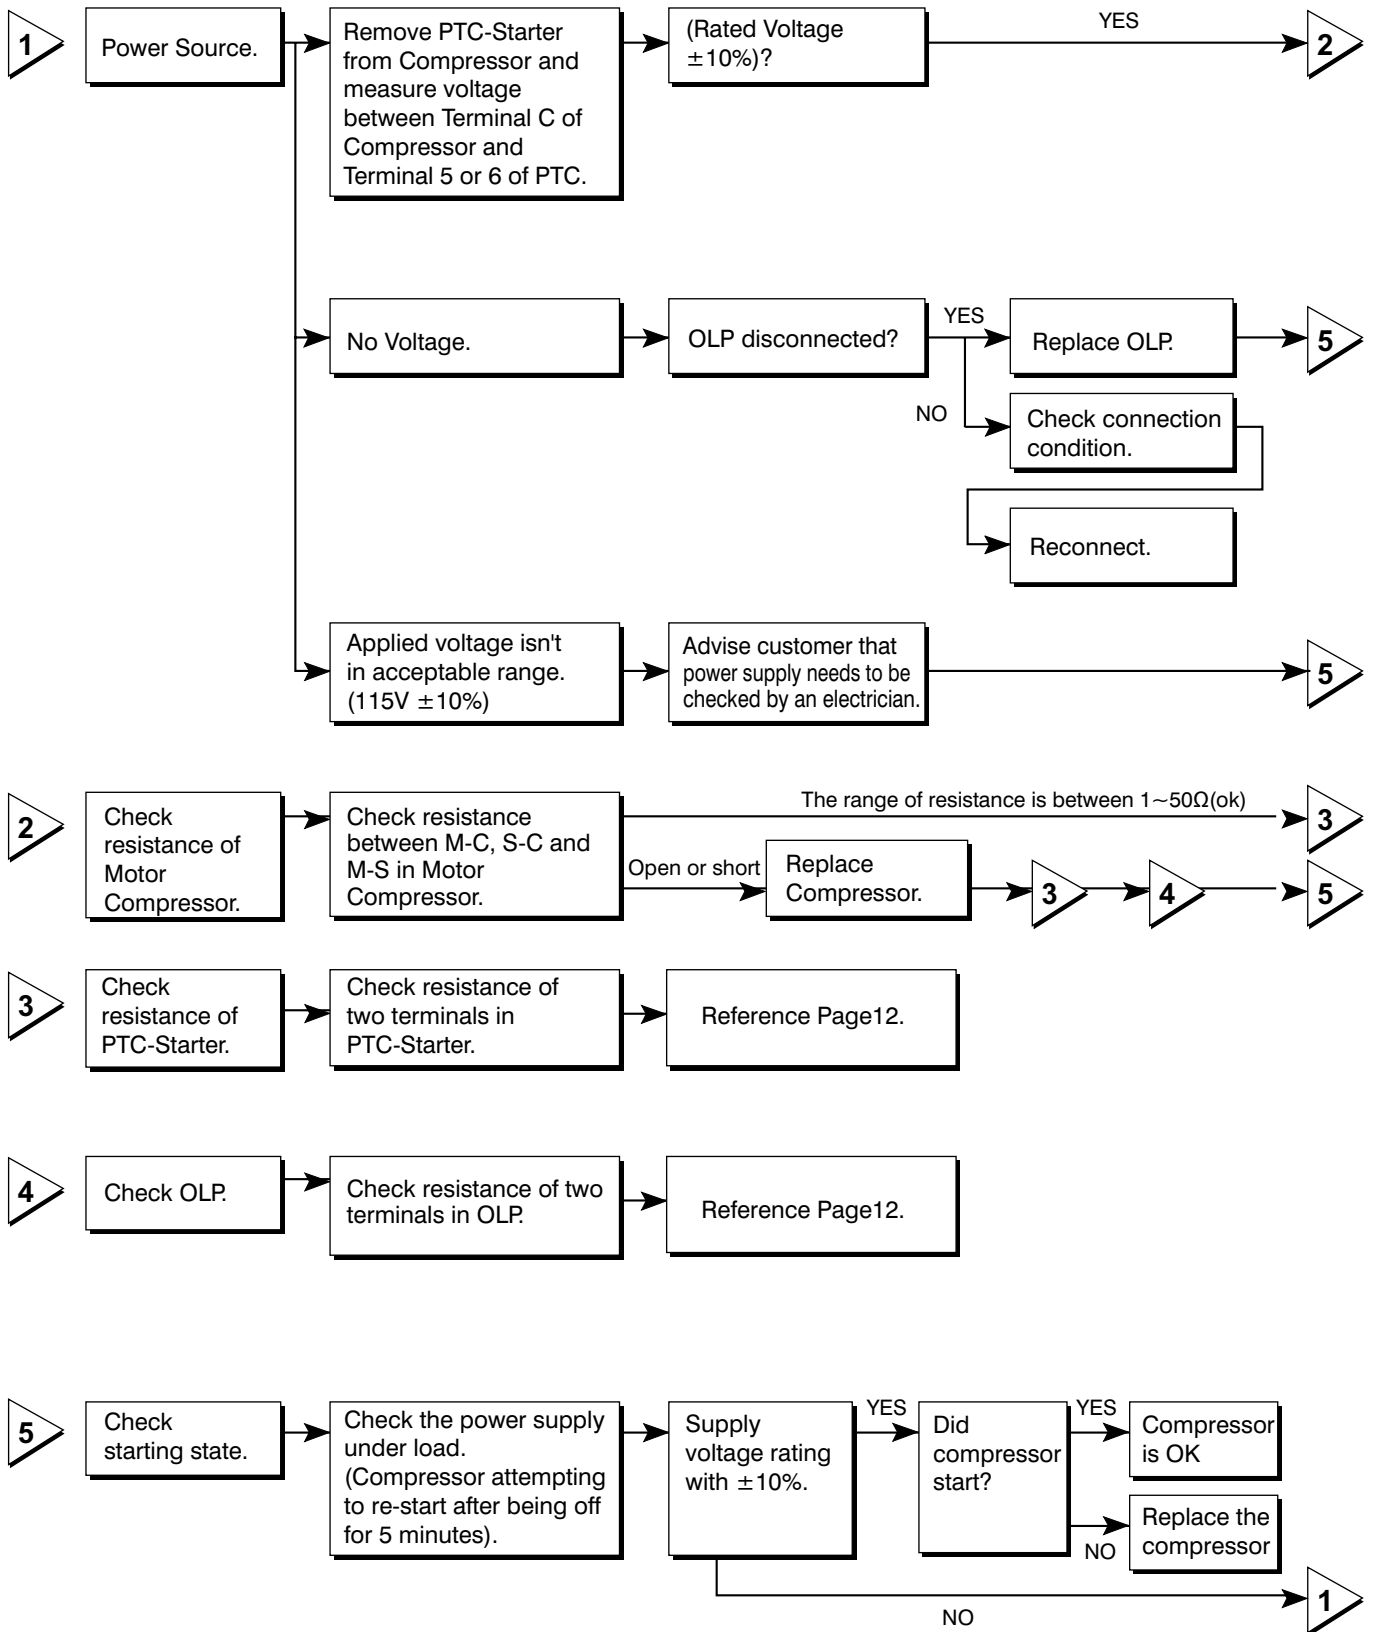 1
Power Source.
Remove PTC-Starter
from Compressor and
measure voltage
between Terminal C of
Compressor and
Terminal 5 or 6 of PTC.
(Rated Voltage
±10%)?
YES
2
No Voltage.
OLP disconnected?
YES
Replace OLP.
5
NO
Check connection
condition.
Reconnect.
Applied voltage isn't
in acceptable range.
(115V ±10%)
Advise customer that
power supply needs to be
checked by an electrician.
5
2
Check
resistance of
Motor
Compressor.
Check resistance
between M-C, S-C and
M-S in Motor
Compressor.
The range of resistance is between 1~50Ω(ok)
3
Open or short
Replace
Compressor.
3
4
5
3
Check
resistance of
PTC-Starter.
Check resistance of
two terminals in
PTC-Starter.
Reference Page12.
4
Check OLP.
Check resistance of two
terminals in OLP.
Reference Page12.
5
Check
starting state.
Check the power supply
under load.
(Compressor attempting
to re-start after being off
for 5 minutes).
Supply
voltage rating
with ±10%.
YES
Did
compressor
start?
YES
Compressor
is OK
NO
Replace the
compressor
NO
1